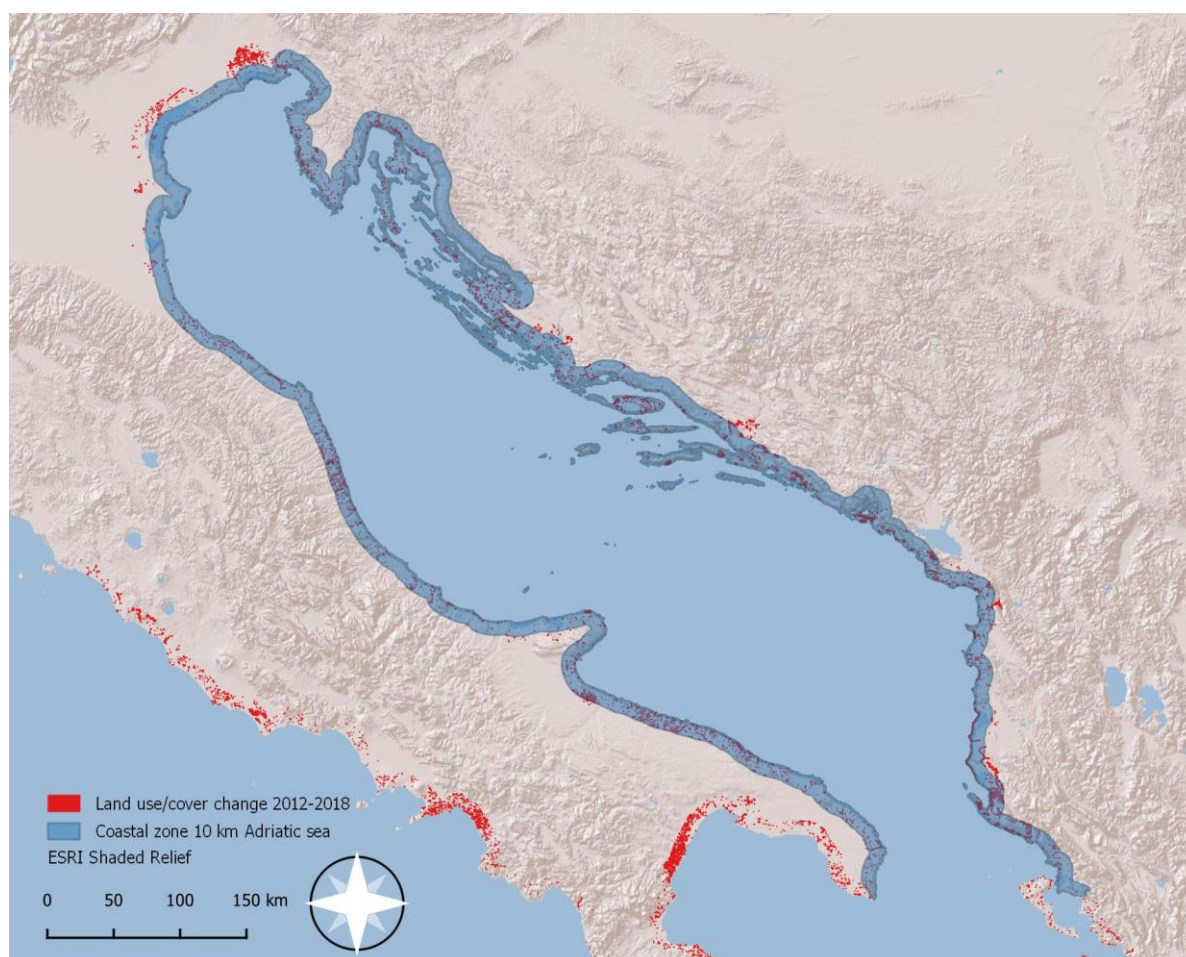 Land use/cover change 2012-2018
Coastal zone 10 km Adriatic sea
ESRI Shaded Relief
0 50 100 150 km